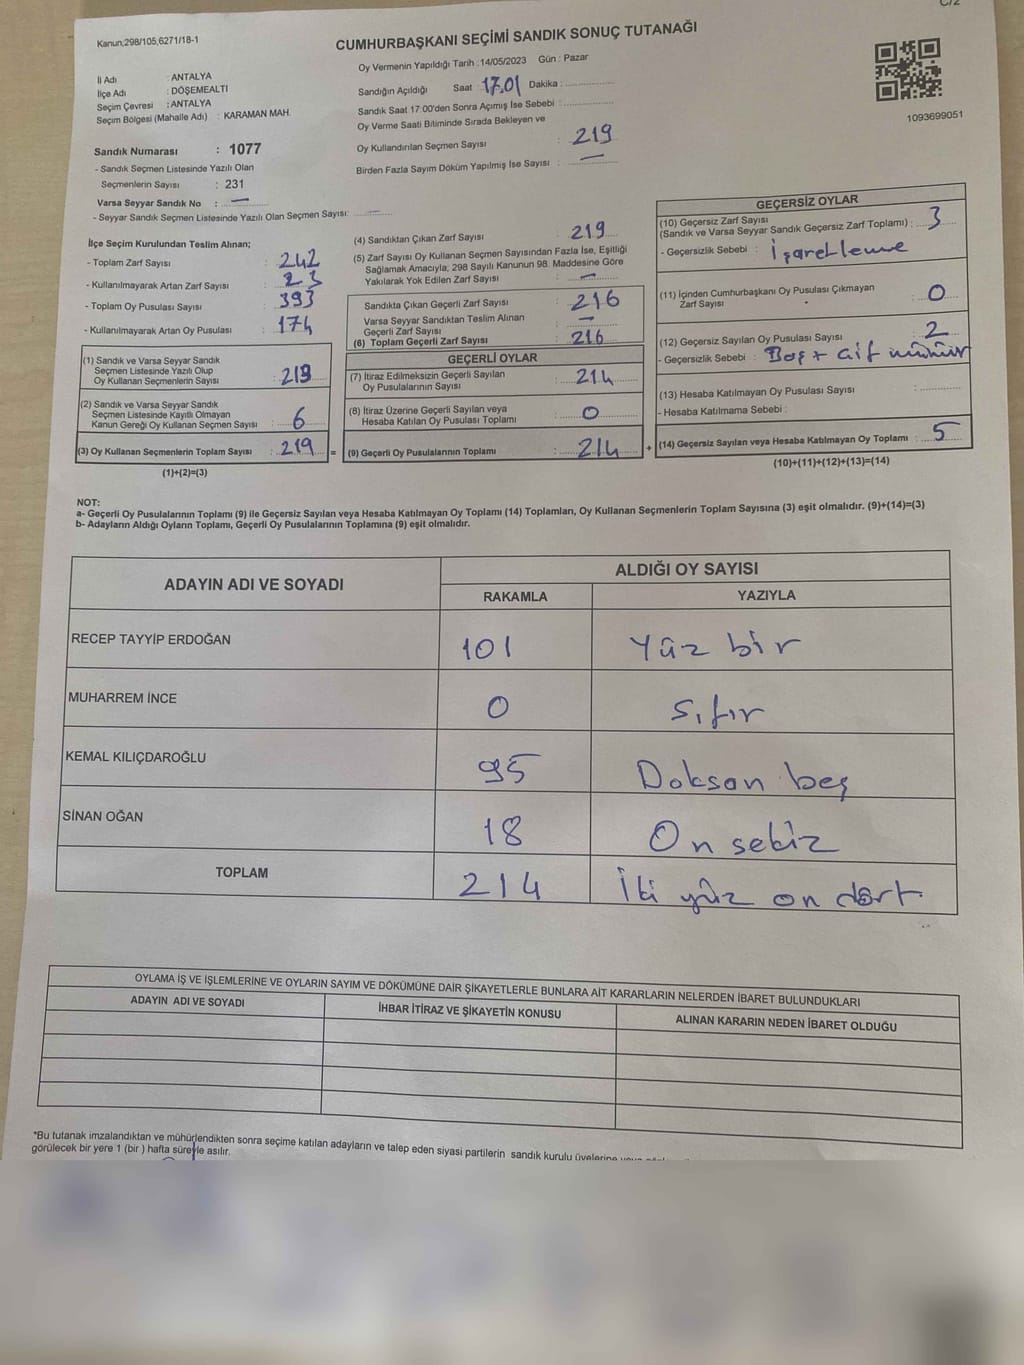 C/2
Kanun;298/105,6271/18-1
CUMHURBAŞKANI SEÇİMİ SANDIK SONUÇ TUTANAĞI
İl Adı : ANTALYA
İlçe Adı : DÖŞEMEALTI
Seçim Çevresi : ANTALYA
Seçim Bölgesi (Mahalle Adı) : KARAMAN MAH.
Sandık Numarası : 1077
- Sandık Seçmen Listesinde Yazılı Olan
Seçmenlerin Sayısı : 231
Varsa Seyyar Sandık No : —
- Seyyar Sandık Seçmen Listesinde Yazılı Olan Seçmen Sayısı: —
Oy Vermenin Yapıldığı Tarih :14/05/2023 Gün : Pazar
Sandığın Açıldığı Saat : 17.01 Dakika :
Sandık Saat 17:00'den Sonra Açımış İse Sebebi :
Oy Verme Saati Bitiminde Sırada Bekleyen ve
Oy Kullandırılan Seçmen Sayısı : 219
Birden Fazla Sayım Döküm Yapılmış İse Sayısı : —
1093699051
İlçe Seçim Kurulundan Teslim Alınan;
- Toplam Zarf Sayısı : 242
- Kullanılmayarak Artan Zarf Sayısı : 23
- Toplam Oy Pusulası Sayısı : 393
- Kullanılmayarak Artan Oy Pusulası : 174
(1) Sandık ve Varsa Seyyar Sandık
Seçmen Listesinde Yazılı Olup
Oy Kullanan Seçmenlerin Sayısı : 213
(2) Sandık ve Varsa Seyyar Sandık
Seçmen Listesinde Kayıtlı Olmayan
Kanun Gereği Oy Kullanan Seçmen Sayısı : 6
(3) Oy Kullanan Seçmenlerin Toplam Sayısı : 219 =
(1)+(2)=(3)
(4) Sandıktan Çıkan Zarf Sayısı : 219
(5) Zarf Sayısı Oy Kullanan Seçmen Sayısından Fazla İse, Eşitliği
Sağlamak Amacıyla; 298 Sayılı Kanunun 98. Maddesine Göre
Yakılarak Yok Edilen Zarf Sayısı : —
Sandıkta Çıkan Geçerli Zarf Sayısı : 216
Varsa Seyyar Sandıktan Teslim Alınan
Geçerli Zarf Sayısı : —
(6) Toplam Geçerli Zarf Sayısı : 216
GEÇERLİ OYLAR
(7) İtiraz Edilmeksizin Geçerli Sayılan
Oy Pusulalarının Sayısı : 214
(8) İtiraz Üzerine Geçerli Sayılan veya
Hesaba Katılan Oy Pusulası Toplamı : 0
(9) Geçerli Oy Pusulalarının Toplamı : 214 +
GEÇERSİZ OYLAR
(10) Geçersiz Zarf Sayısı
(Sandık ve Varsa Seyyar Sandık Geçersiz Zarf Toplamı) : 3
- Geçersizlik Sebebi : İşaretleme
(11) İçinden Cumhurbaşkanı Oy Pusulası Çıkmayan
Zarf Sayısı : 0
(12) Geçersiz Sayılan Oy Pusulası Sayısı : 2
- Geçersizlik Sebebi : Boş + çift mühür
(13) Hesaba Katılmayan Oy Pusulası Sayısı :
- Hesaba Katılmama Sebebi :
(14) Geçersiz Sayılan veya Hesaba Katılmayan Oy Toplamı : 5
(10)+(11)+(12)+(13)=(14)
NOT:
a- Geçerli Oy Pusulalarının Toplamı (9) ile Geçersiz Sayılan veya Hesaba Katılmayan Oy Toplamı (14) Toplamları, Oy Kullanan Seçmenlerin Toplam Sayısına (3) eşit olmalıdır. (9)+(14)=(3)
b- Adayların Aldığı Oyların Toplamı, Geçerli Oy Pusulalarının Toplamına (9) eşit olmalıdır.
ADAYIN ADI VE SOYADI
ALDIĞI OY SAYISI
RAKAMLA YAZIYLA
RECEP TAYYİP ERDOĞAN 101 Yüz bir
MUHARREM İNCE 0 Sıfır
KEMAL KILIÇDAROĞLU 95 Doksan beş
SİNAN OĞAN 18 On sekiz
TOPLAM 214 İki yüz on dört
OYLAMA İŞ VE İŞLEMLERİNE VE OYLARIN SAYIM VE DÖKÜMÜNE DAİR ŞİKAYETLERLE BUNLARA AİT KARARLARIN NELERDEN İBARET BULUNDUKLARI
ADAYIN ADI VE SOYADI İHBAR İTİRAZ VE ŞİKAYETİN KONUSU ALINAN KARARIN NEDEN İBARET OLDUĞU
*Bu tutanak imzalandıktan ve mühürlendikten sonra seçime katılan adayların ve talep eden siyasi partilerin sandık kurulu üyelerine
görülecek bir yere 1 (bir ) hafta süreyle asılır.